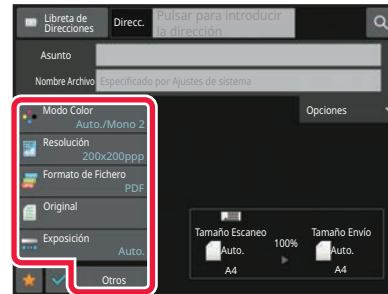 Libreta de
Direcciones
Direcc.
Pulsar para introducir
la dirección
Asunto
Nombre Archivo
Especificado por Ajustes de sistema
Modo Color
Auto./Mono 2
Opciones
Resolución
200x200ppp
Formato de Fichero
PDF
Original
Exposición
Auto.
Otros
Tamaño Escaneo
Auto.
A4
100%
Tamaño Envío
Auto.
A4